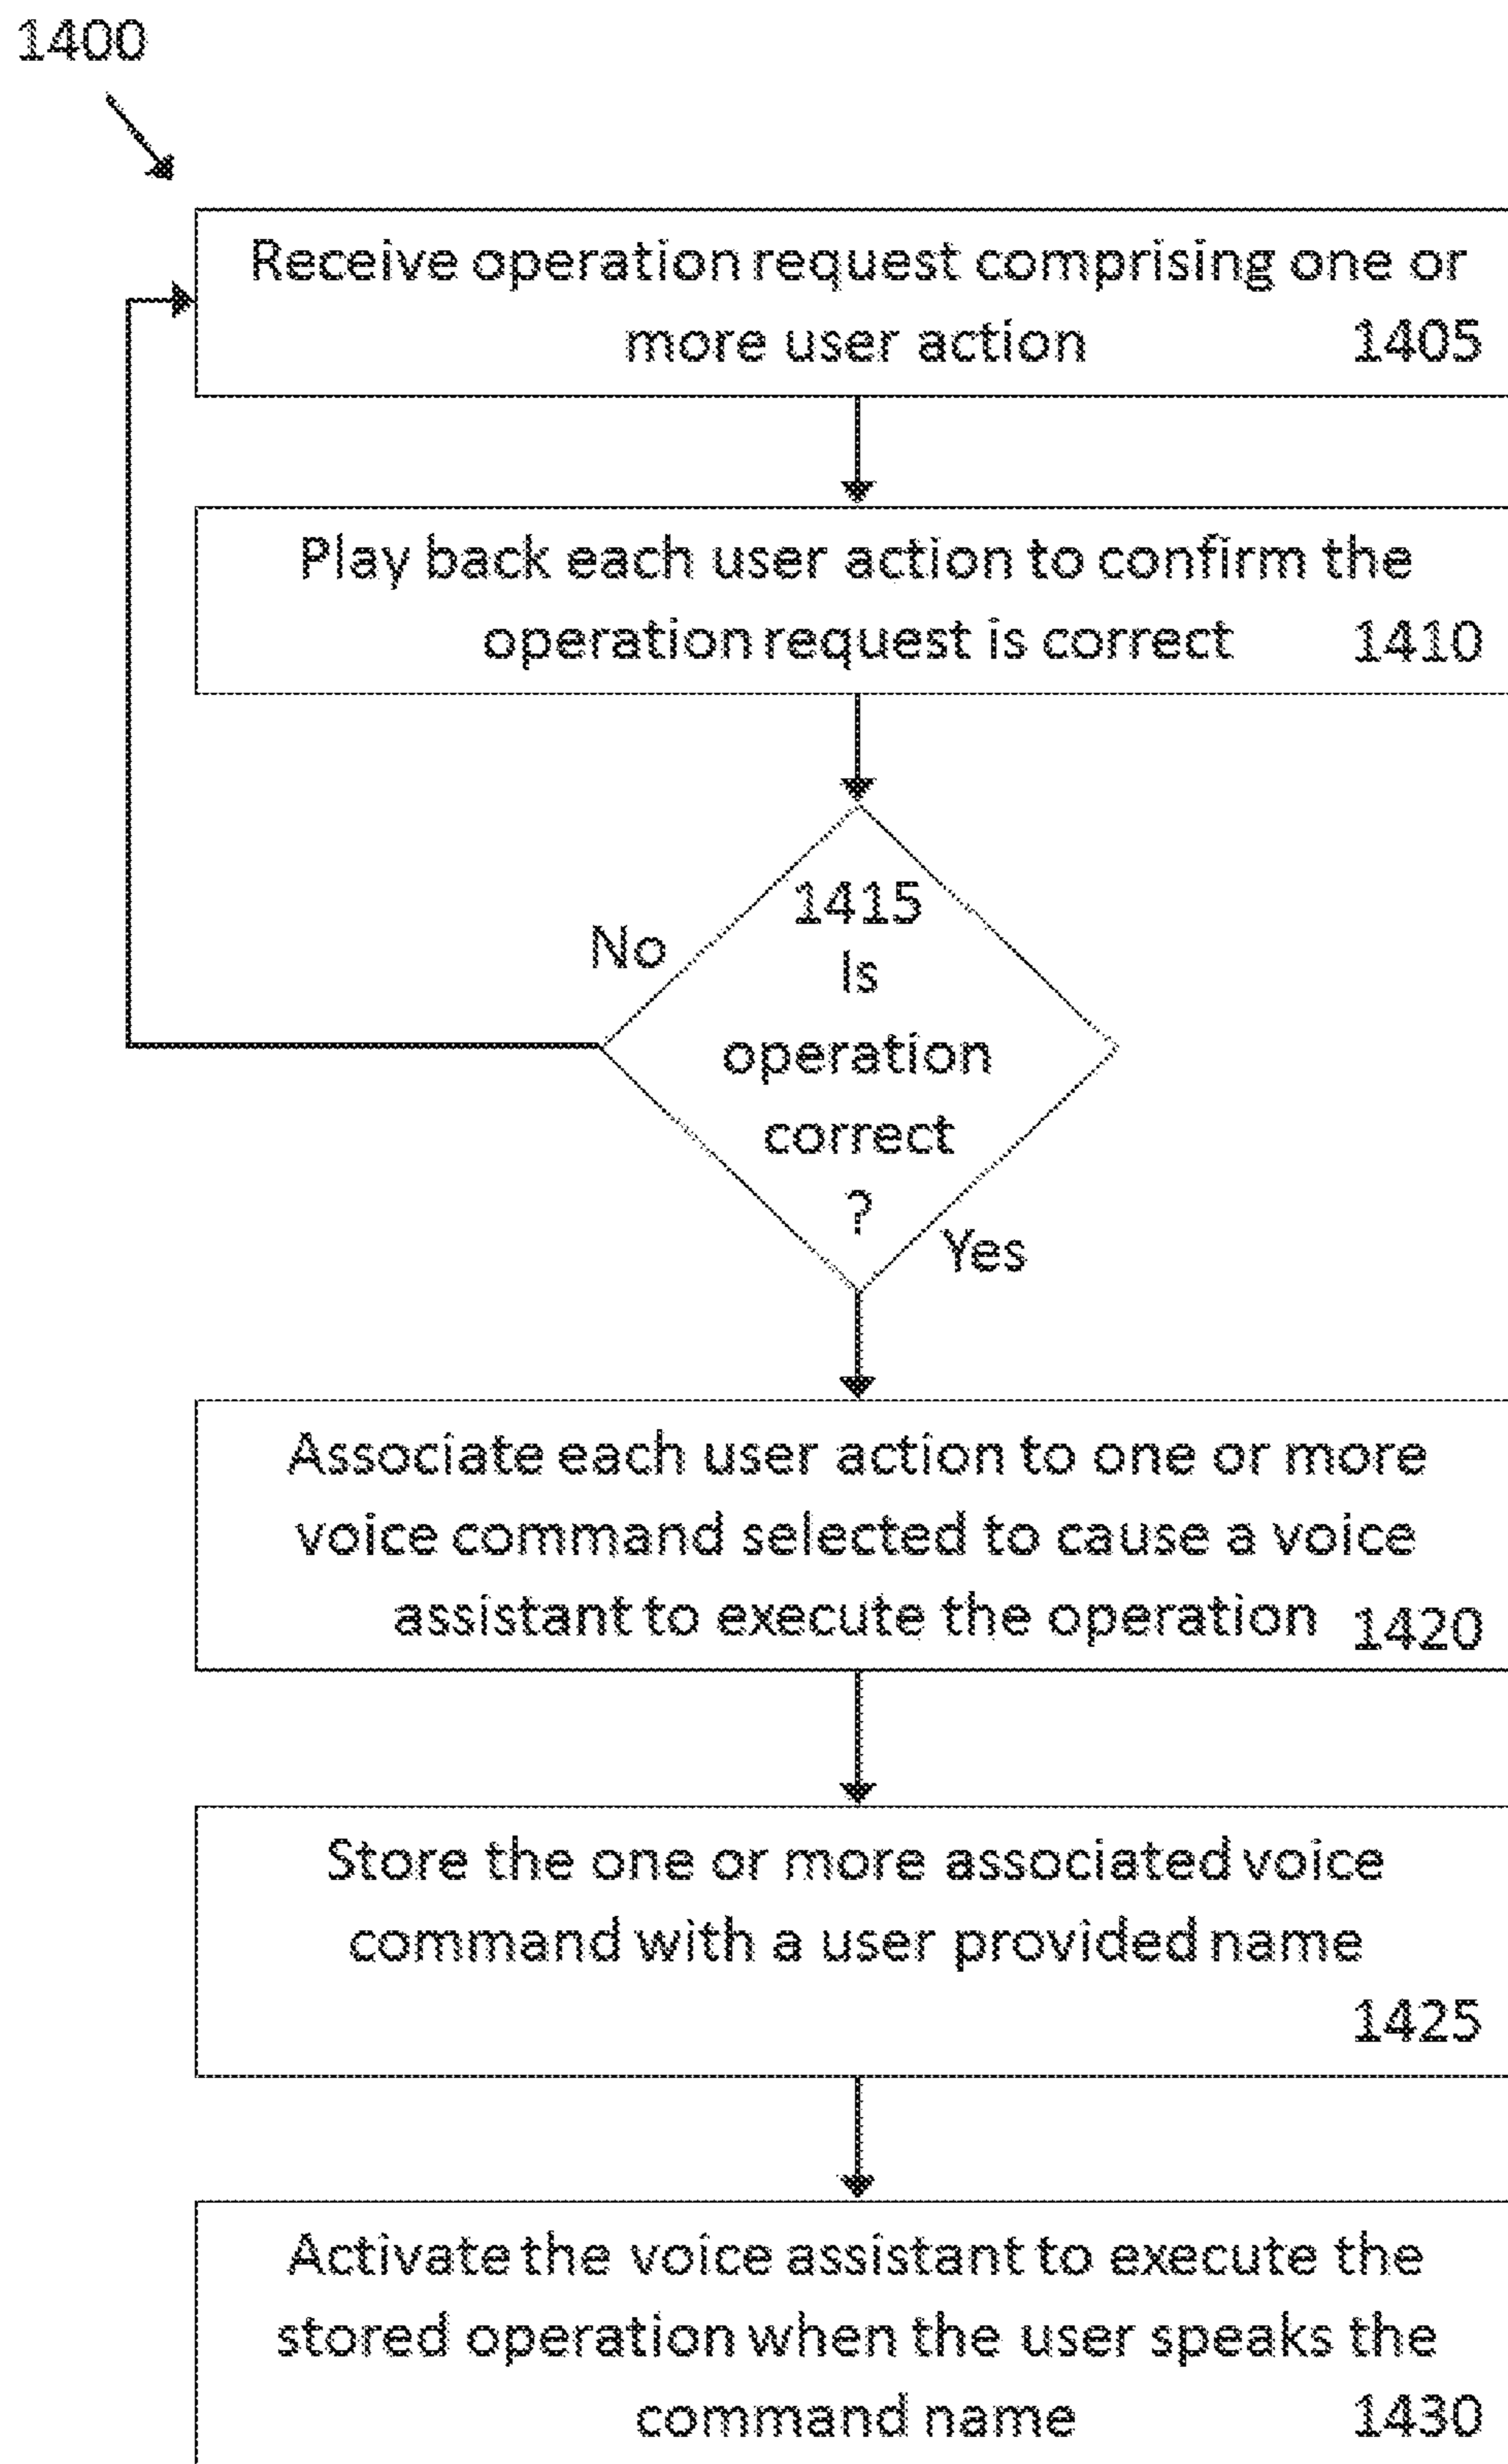 1400
Receive operation request comprising one or
more user action 1405
Play back each user action to confirm the
operation request is correct 1410
1415
No
Is
operation
correct
?
Yes
Associate each user action to one or more
voice command selected to cause a voice
assistant to execute the operation 1420
Store the one or more associated voice
command with a user provided name
1425
Activate the voice assistant to execute the
stored operation when the user speaks the
command name 1430